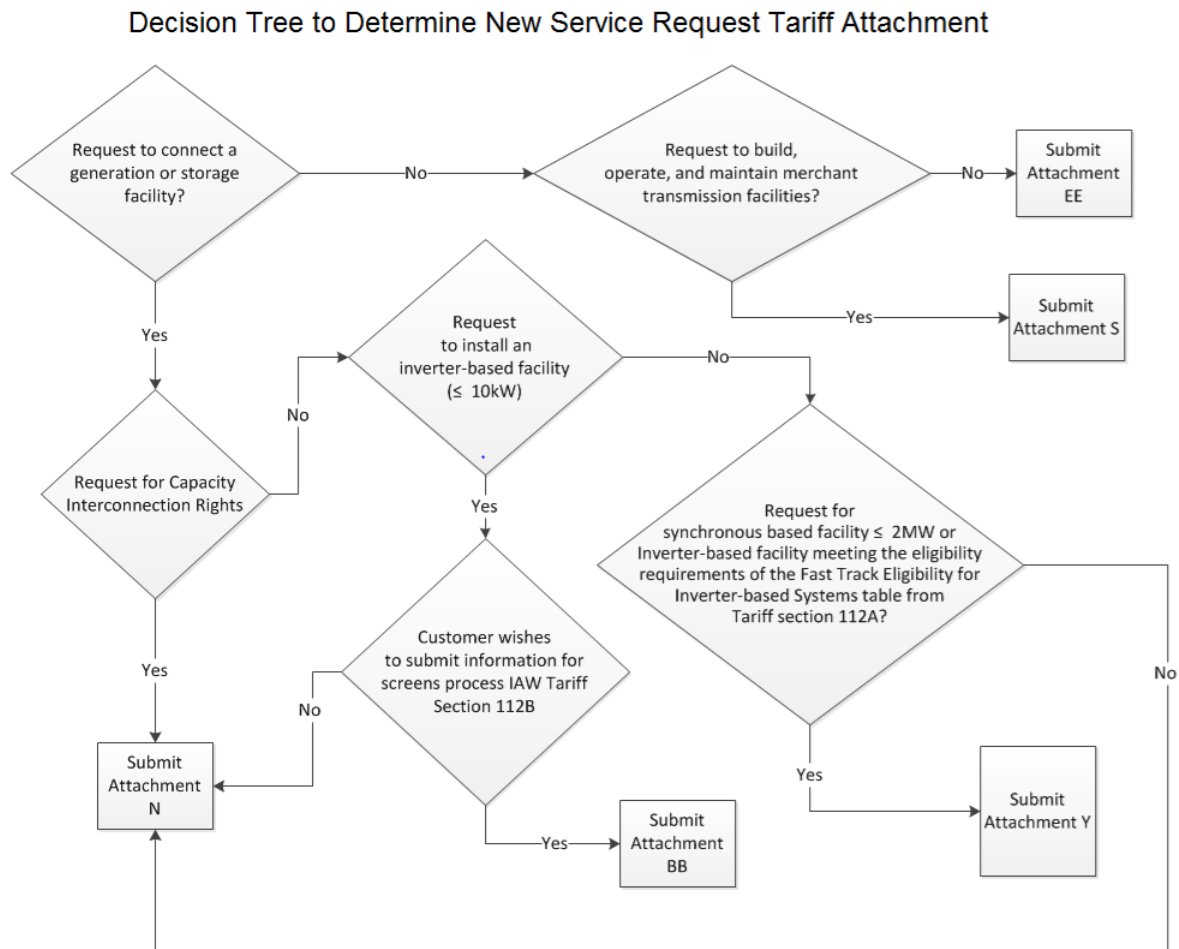 Decision Tree to Determine New Service Request Tariff Attachment
Request to connect a
generation or storage
facility?
No
Request to build,
operate, and maintain merchant
transmission facilities?
No
Submit
Attachment
EE
Yes
Submit
Attachment S
Yes
Request
to install an
inverter-based facility
(≤ 10kW)
No
No
Request for Capacity
Interconnection Rights
Yes
Request for
synchronous based facility ≤ 2MW or
Inverter-based facility meeting the eligibility
requirements of the Fast Track Eligibility for
Inverter-based Systems table from
Tariff section 112A?
Customer wishes
to submit information for
screens process IAW Tariff
Section 112B
Yes
No
No
Submit
Attachment
N
Yes
Submit
Attachment Y
Yes
Submit
Attachment
BB